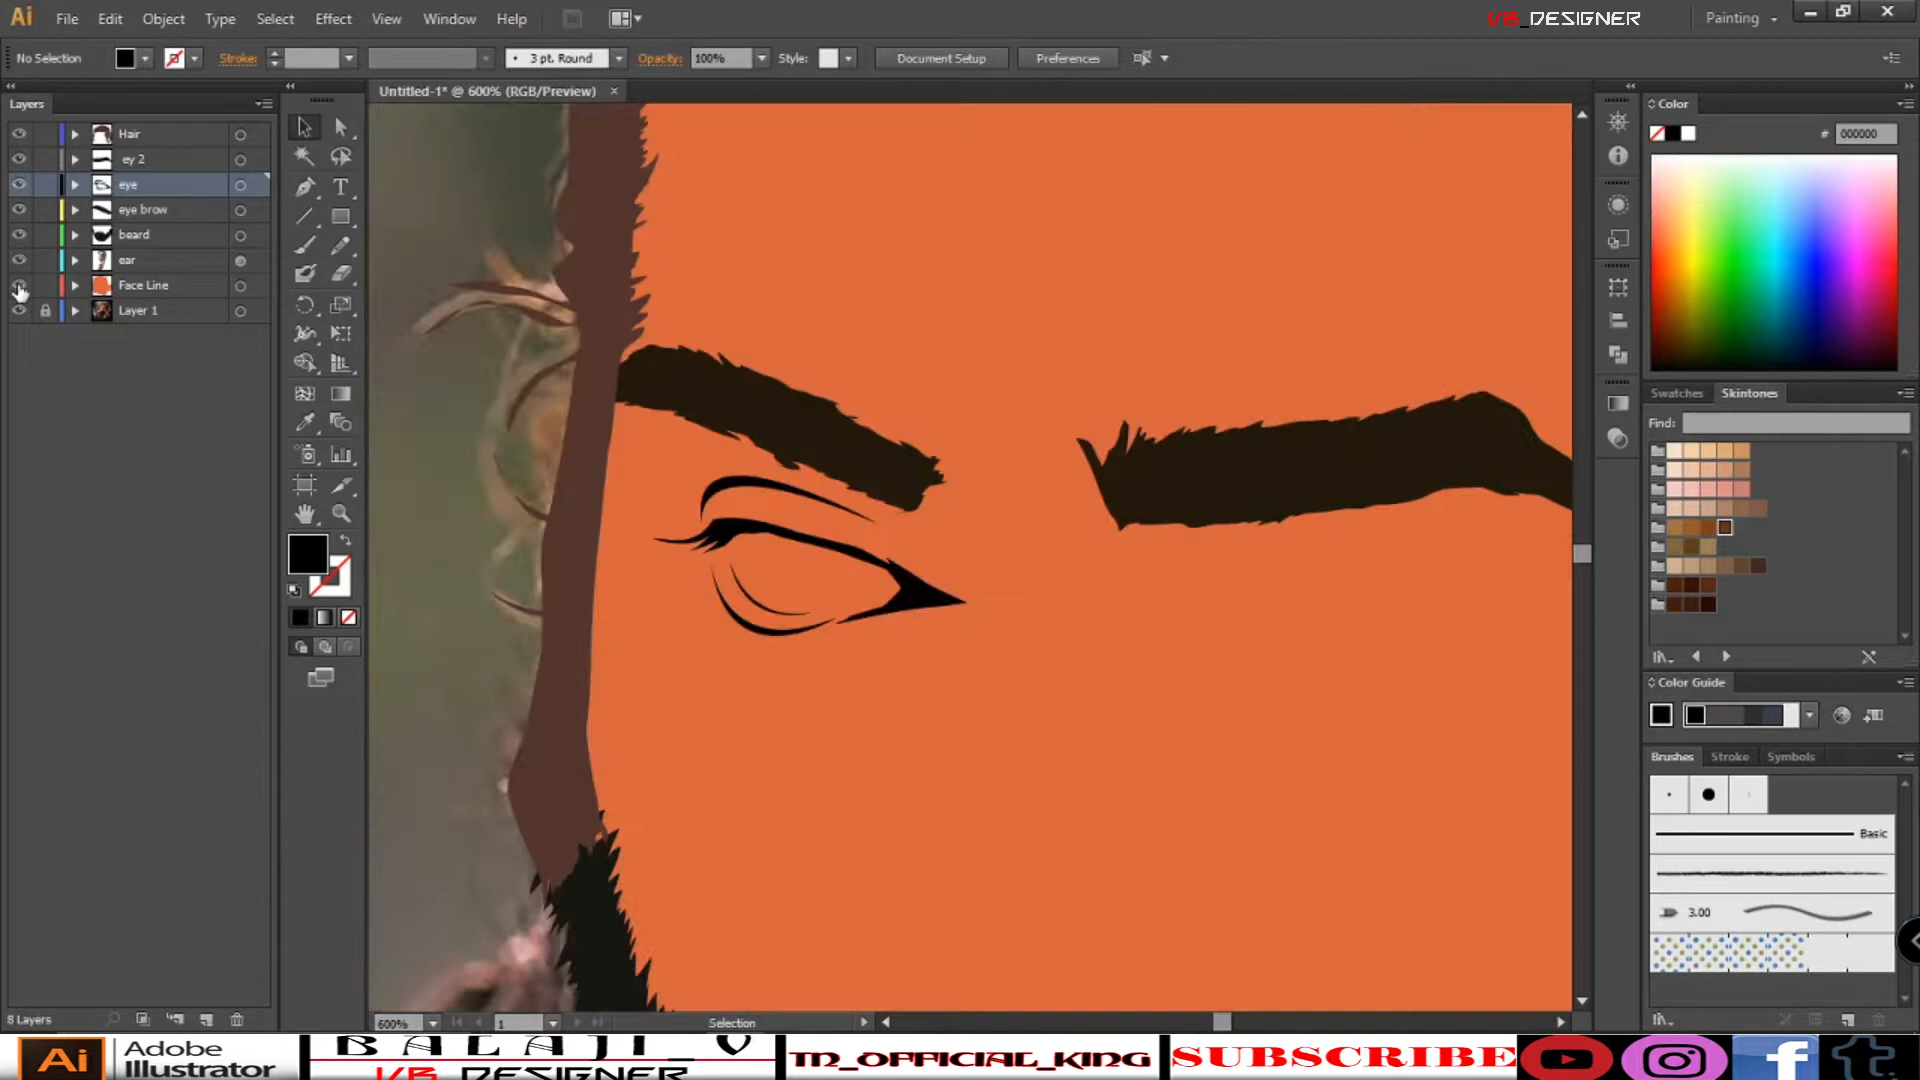 Ai File Edit Object Type Select Effect View Window Help VB_DESIGNER Painting
No Selection Stroke: 3 pt. Round Opacity: 100% Style: Document Setup Preferences
Untitled-1* @ 600% (RGB/Preview)
Layers
Hair
ey 2
eye
eye brow
beard
ear
Face Line
Layer 1
Color
# 000000
Swatches Skintones
Find:
Color Guide
Brushes Stroke Symbols
Basic
3.00
8 Layers
600% 1 Selection
Ai Adobe Illustrator
BALAJI_V
VB DESIGNER
TN_OFFICIAL_KING
SUBSCRIBE